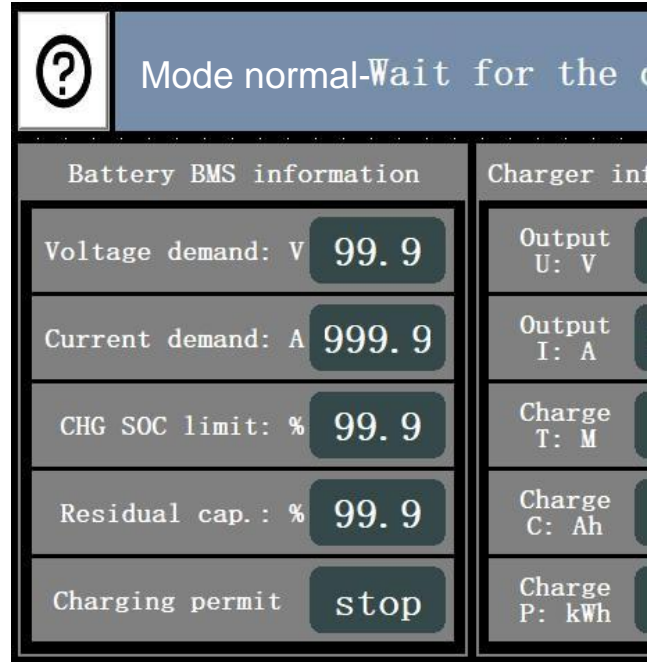 Mode normal-Wait for the
Battery BMS information
Voltage demand: V 99.9
Current demand: A 999.9
CHG SOC limit: % 99.9
Residual cap.: % 99.9
Charging permit stop
Charger
Output
U: V
Output
I: A
Charge
T: M
Charge
C: Ah
Charge
P: kWh